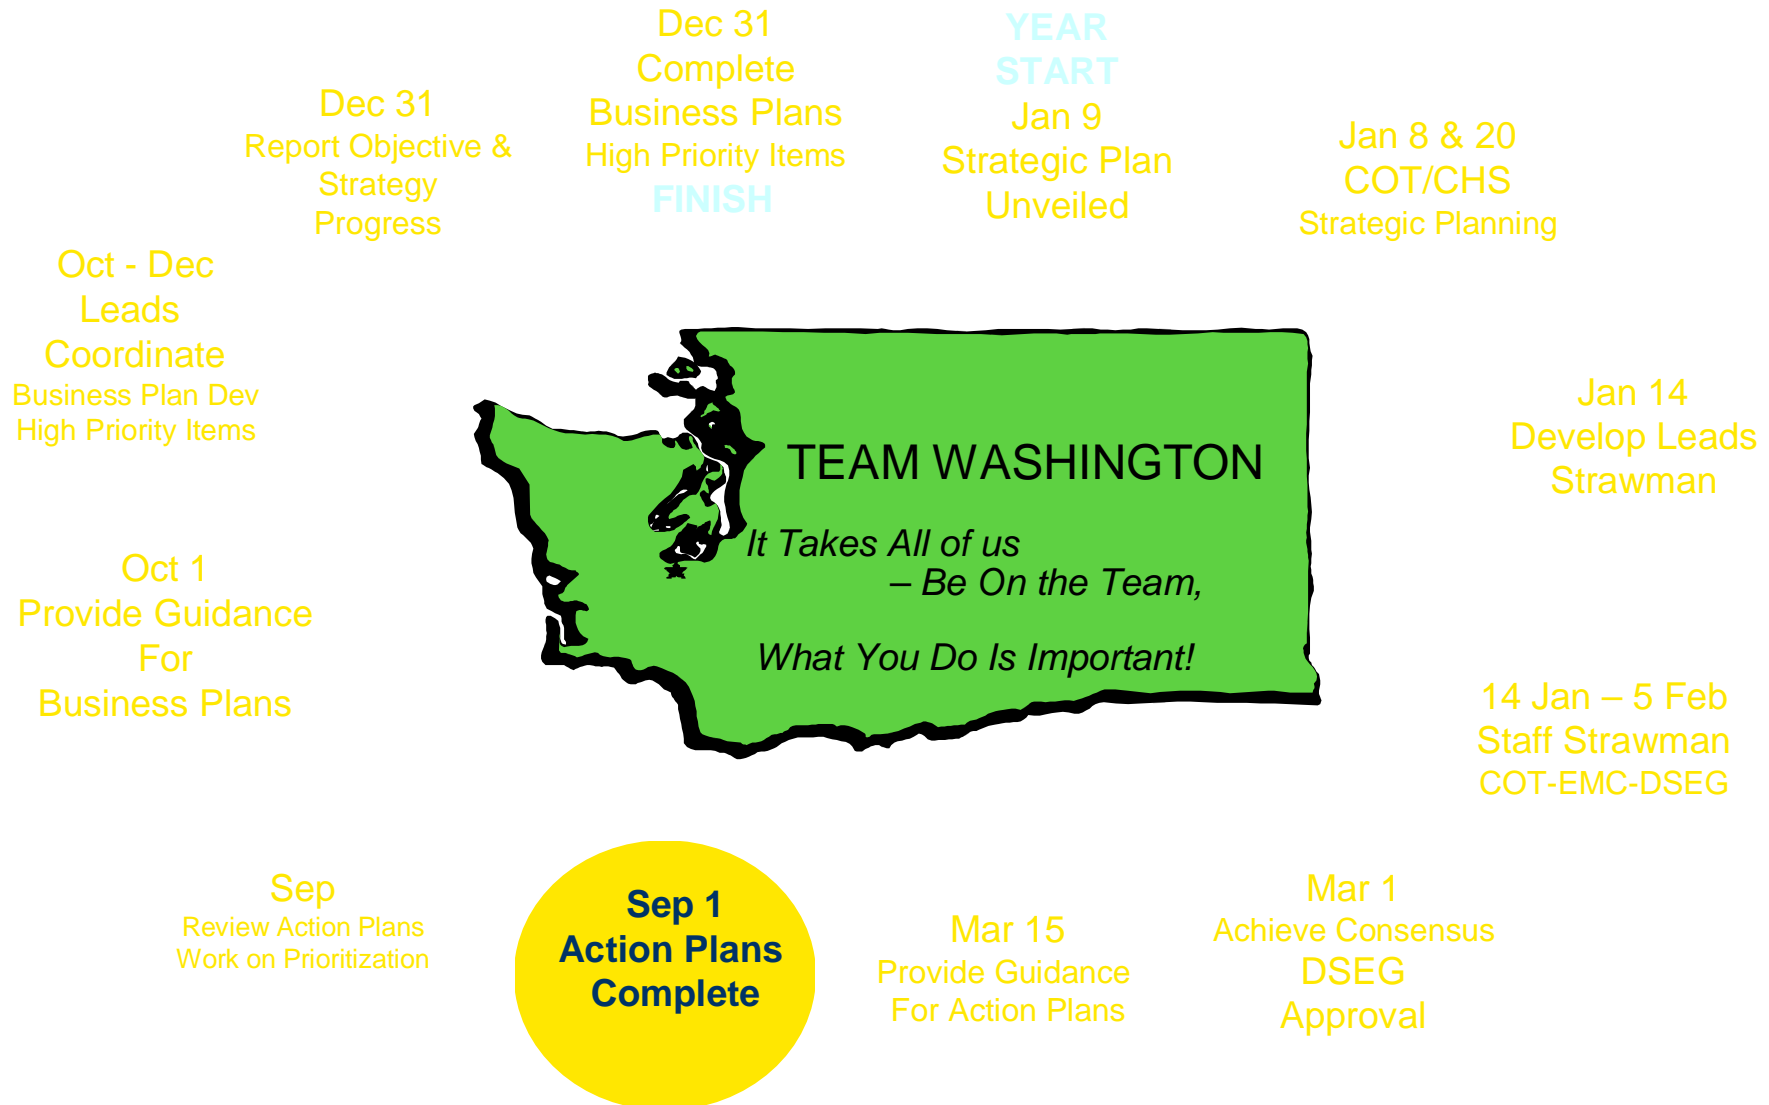 YEAR
START
Jan 9
Strategic Plan
Unveiled
Jan 8 & 20
COT/CHS
Strategic Planning
Jan 14
Develop Leads
Strawman
14 Jan – 5 Feb
Staff Strawman
COT-EMC-DSEG
Mar 1
Achieve Consensus
DSEG
Approval
Mar 15
Provide Guidance
For Action Plans
Sep 1
Action Plans
Complete
Sep
Review Action Plans
Work on Prioritization
Oct 1
Provide Guidance
For
Business Plans
Oct - Dec
Leads
Coordinate
Business Plan Dev
High Priority Items
Dec 31
Report Objective &
Strategy
Progress
Dec 31
Complete
Business Plans
High Priority Items
FINISH
TEAM WASHINGTON
It Takes All of us
– Be On the Team,
What You Do Is Important!